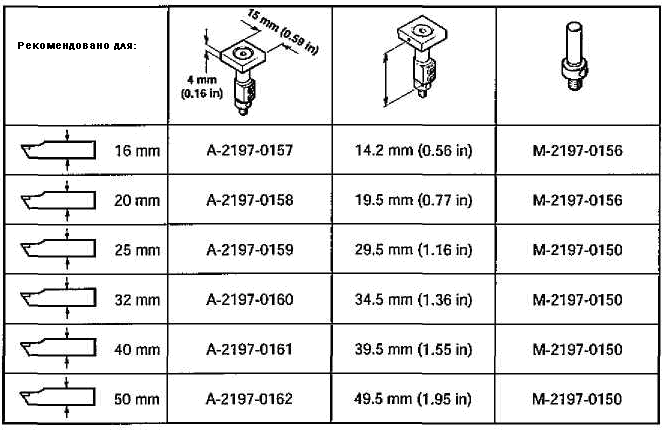 Рекомендовано для:
15 mm (0.59 in)
4 mm
(0.16 in)
16 mm A-2197-0157 14.2 mm (0.56 in) M-2197-0156
20 mm A-2197-0158 19.5 mm (0.77 in) M-2197-0156
25 mm A-2197-0159 29.5 mm (1.16 in) M-2197-0150
32 mm A-2197-0160 34.5 mm (1.36 in) M-2197-0150
40 mm A-2197-0161 39.5 mm (1.55 in) M-2197-0150
50 mm A-2197-0162 49.5 mm (1.95 in) M-2197-0150